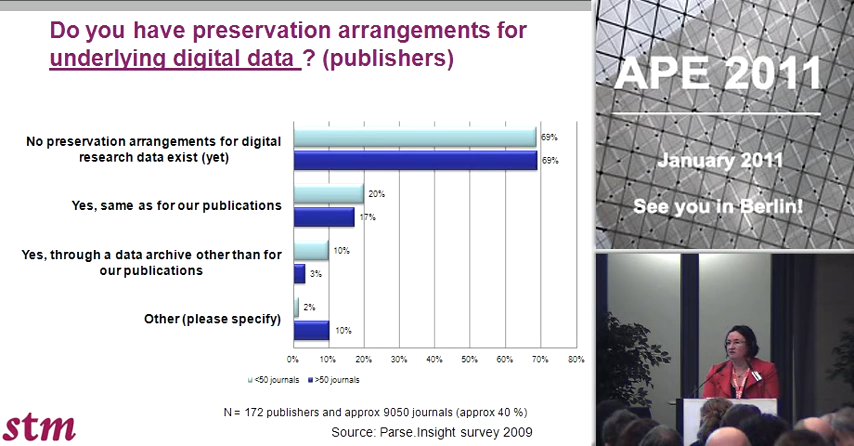 Do you have preservation arrangements for
underlying digital data ? (publishers)
No preservation arrangements for digital
research data exist (yet)
69%
69%
Yes, same as for our publications
20%
17%
Yes, through a data archive other than for
our publications
10%
3%
Other (please specify)
2%
10%
0% 10% 20% 30% 40% 50% 60% 70% 80%
<50 journals >50 journals
N = 172 publishers and approx 9050 journals (approx 40 %)
Source: Parse.Insight survey 2009
stm
APE 2011
January 2011
See you in Berlin!